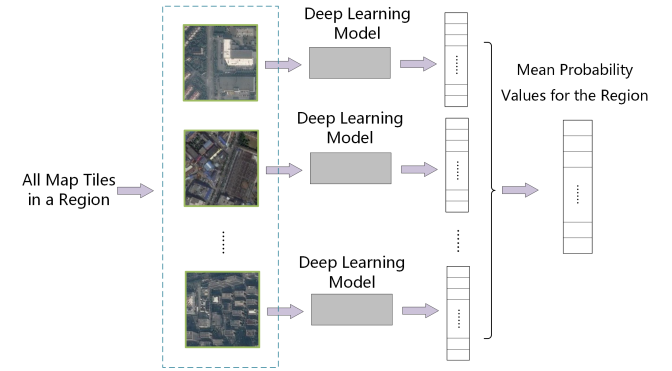 Deep Learning
Model
Mean Probability
Values for the Region
Deep Learning
Model
All Map Tiles
in a Region
Deep Learning
Model